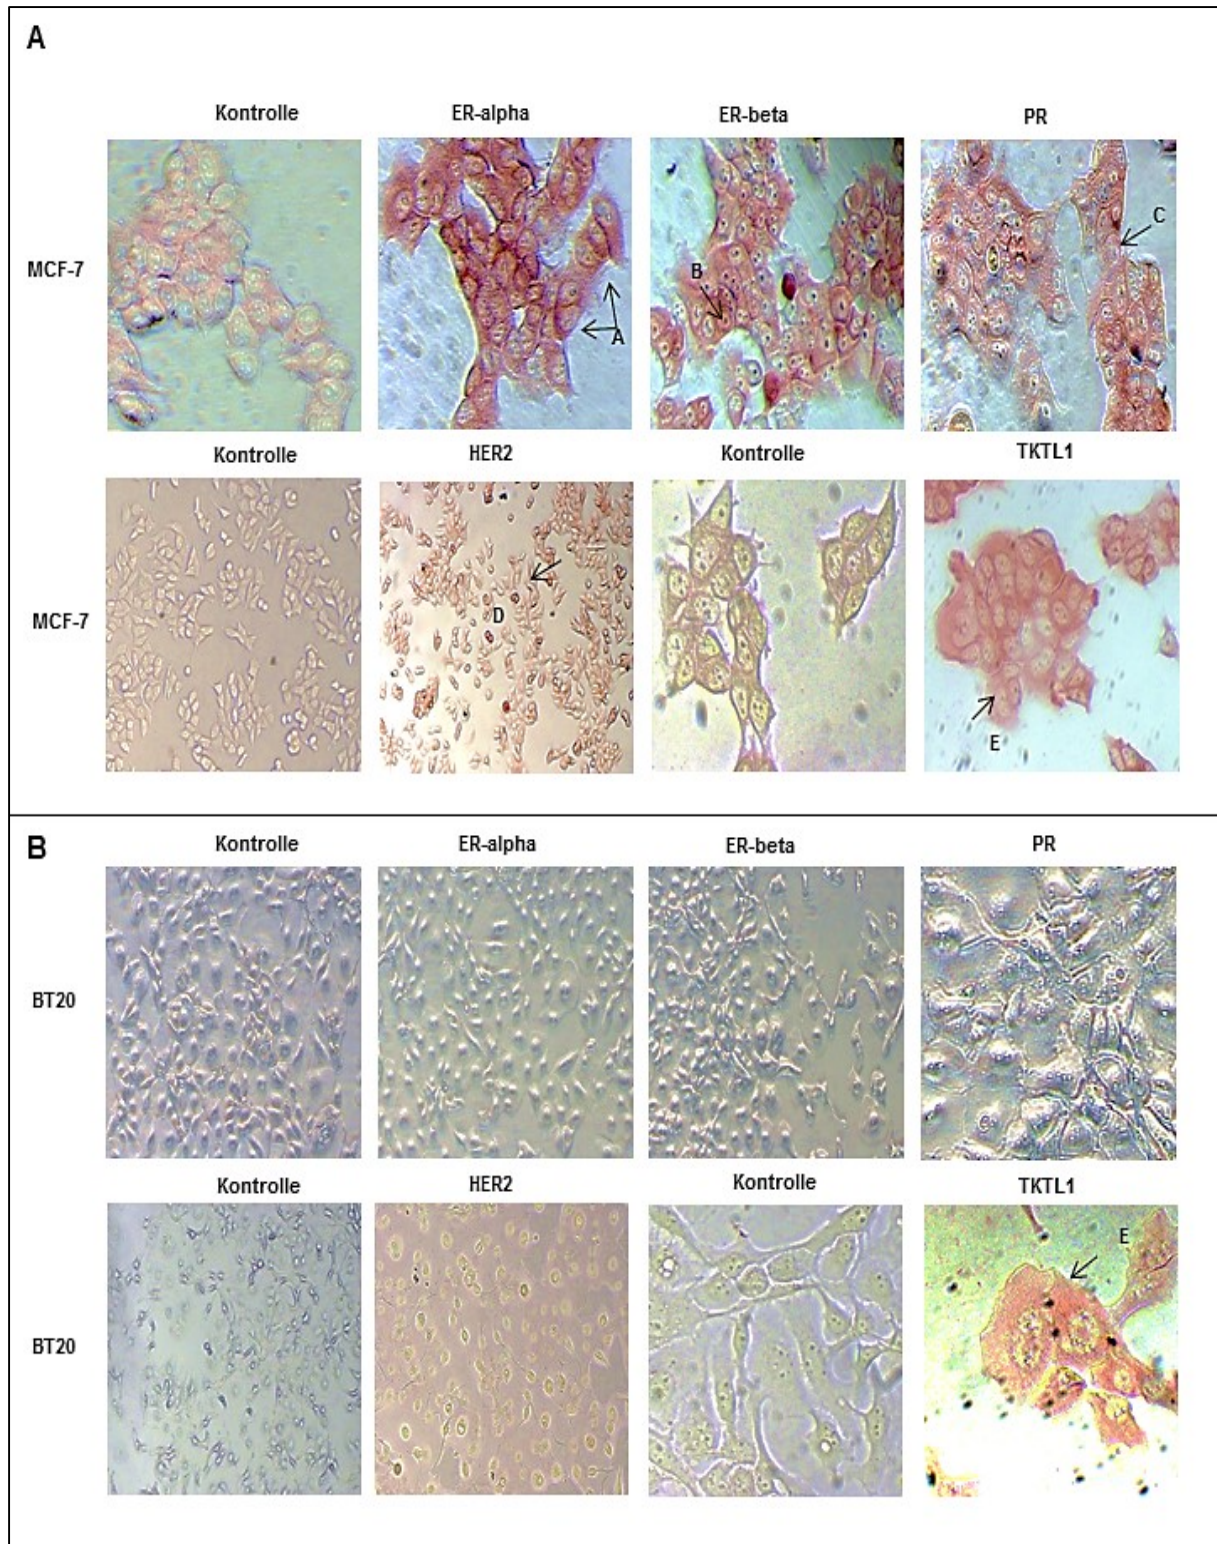 A
Kontrolle ER-alpha ER-beta PR
MCF-7
A
B
C
Kontrolle HER2 Kontrolle TKTL1
MCF-7
D
E
B
Kontrolle ER-alpha ER-beta PR
BT20
Kontrolle HER2 Kontrolle TKTL1
BT20
E